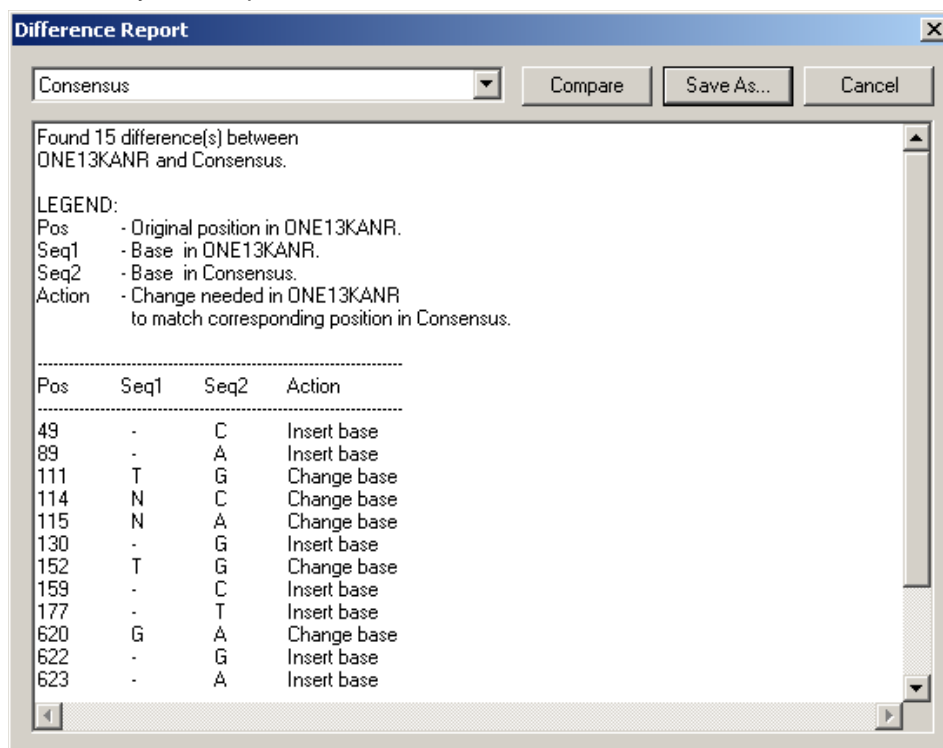 Difference Report
Consensus Compare Save As... Cancel
Found 15 difference(s) between
ONE13KANR and Consensus.
LEGEND:
Pos - Original position in ONE13KANR.
Seq1 - Base in ONE13KANR.
Seq2 - Base in Consensus.
Action - Change needed in ONE13KANR
to match corresponding position in Consensus.
------------------------------------------------------------------
Pos Seq1 Seq2 Action
------------------------------------------------------------------
49 - C Insert base
89 - A Insert base
111 T G Change base
114 N C Change base
115 N A Change base
130 - G Insert base
152 T G Change base
159 - C Insert base
177 - T Insert base
620 G A Change base
622 - G Insert base
623 - A Insert base